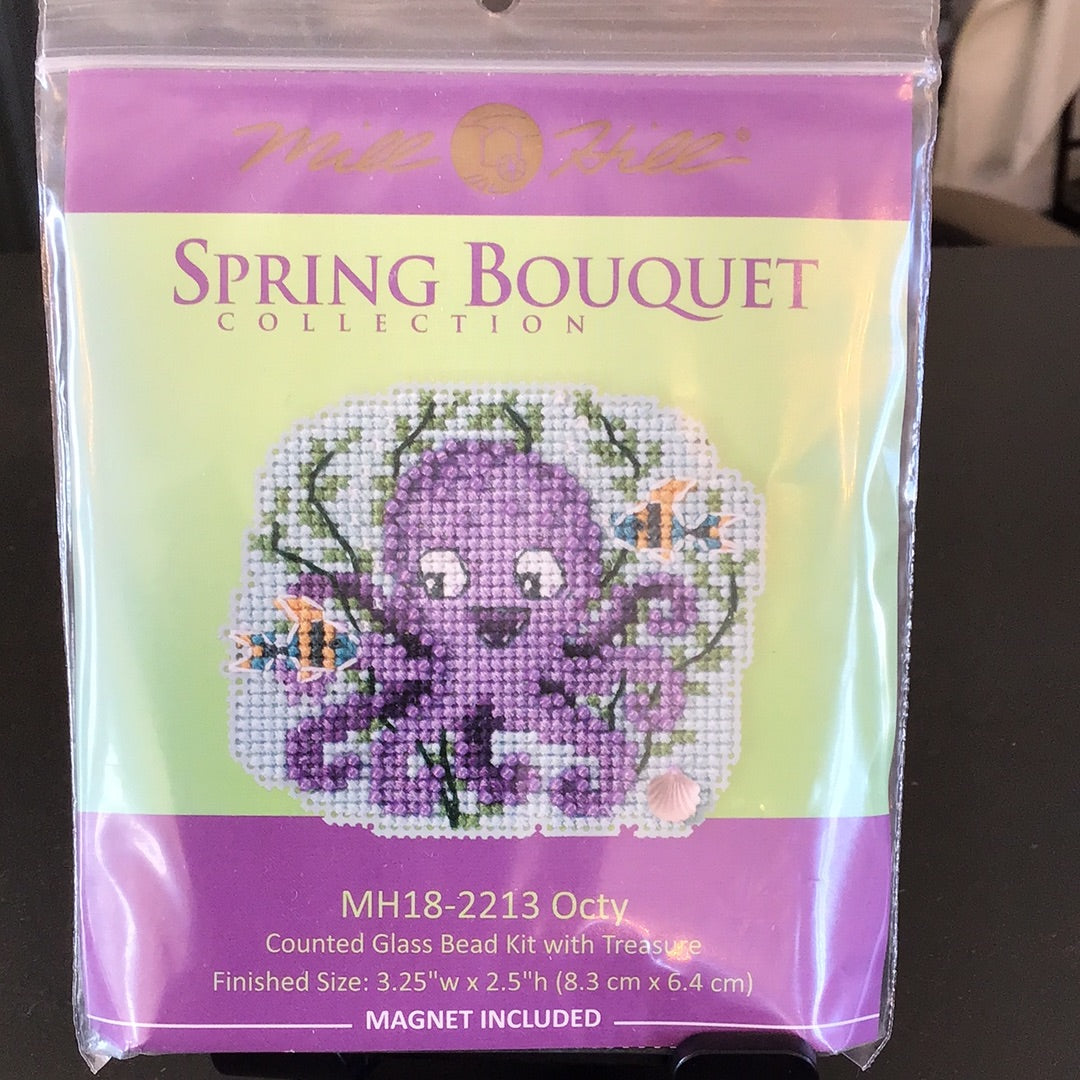 Mill Hill®
SPRING BOUQUET
COLLECTION
MH18-2213 Octy
Counted Glass Bead Kit with Treasure
Finished Size: 3.25"w x 2.5"h (8.3 cm x 6.4 cm)
MAGNET INCLUDED